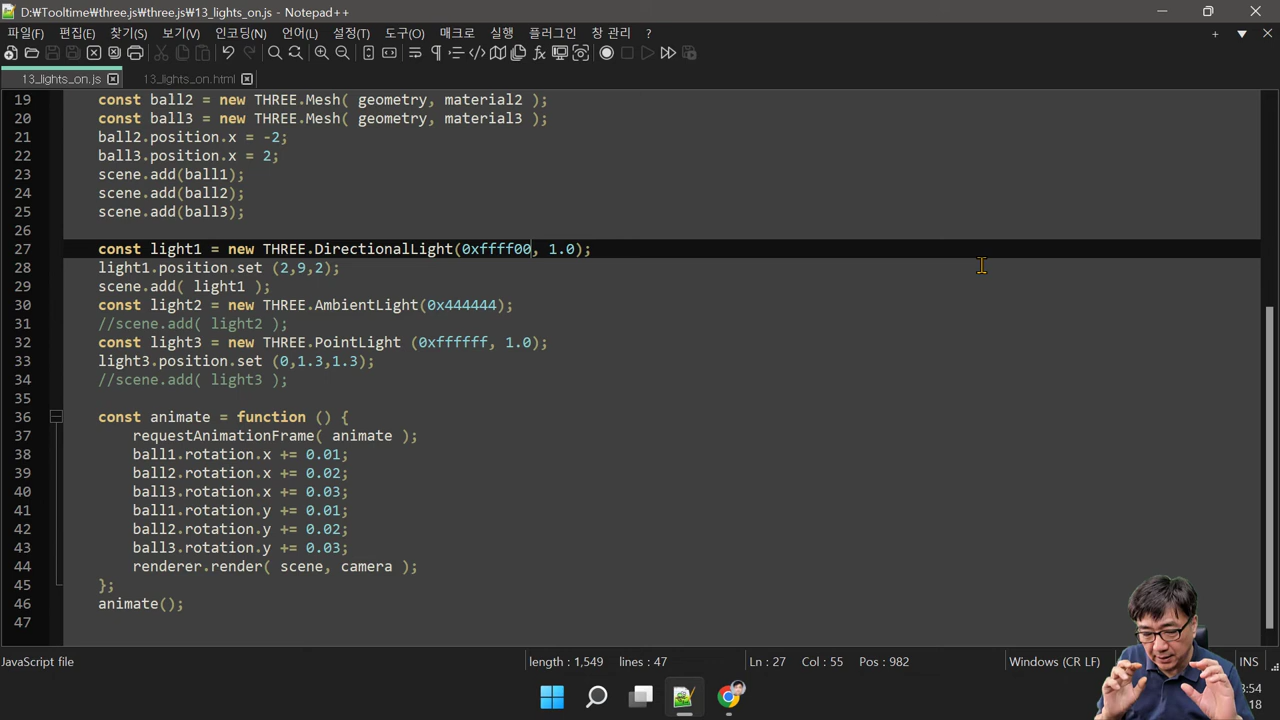 D:₩Tooltime₩three.js₩three.js₩13_lights_on.js - Notepad++
파일(F) 편집(E) 찾기(S) 보기(V) 인코딩(N) 언어(L) 설정(T) 도구(O) 매크로 실행 플러그인 창 관리 ?
13_lights_on.js 13_lights_on.html
19 const ball2 = new THREE.Mesh( geometry, material2 );
20 const ball3 = new THREE.Mesh( geometry, material3 );
21 ball2.position.x = -2;
22 ball3.position.x = 2;
23 scene.add(ball1);
24 scene.add(ball2);
25 scene.add(ball3);
26
27 const light1 = new THREE.DirectionalLight(0xffff00, 1.0);
28 light1.position.set (2,9,2);
29 scene.add( light1 );
30 const light2 = new THREE.AmbientLight(0x444444);
31 //scene.add( light2 );
32 const light3 = new THREE.PointLight (0xffffff, 1.0);
33 light3.position.set (0,1.3,1.3);
34 //scene.add( light3 );
35
36 const animate = function () {
37 requestAnimationFrame( animate );
38 ball1.rotation.x += 0.01;
39 ball2.rotation.x += 0.02;
40 ball3.rotation.x += 0.03;
41 ball1.rotation.y += 0.01;
42 ball2.rotation.y += 0.02;
43 ball3.rotation.y += 0.03;
44 renderer.render( scene, camera );
45 };
46 animate();
47
JavaScript file length : 1,549 lines : 47 Ln : 27 Col : 55 Pos : 982 Windows (CR LF) INS